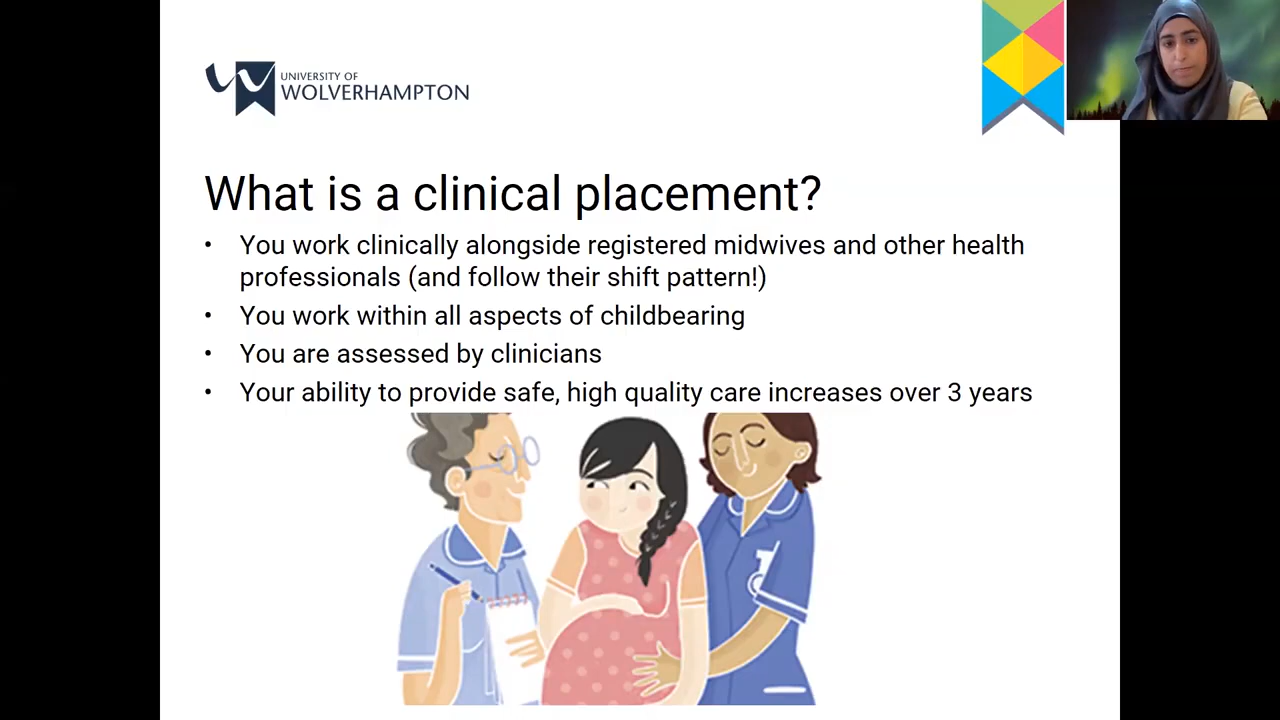 UNIVERSITY OF
WOLVERHAMPTON
What is a clinical placement?
• You work clinically alongside registered midwives and other health
professionals (and follow their shift pattern!)
• You work within all aspects of childbearing
• You are assessed by clinicians
• Your ability to provide safe, high quality care increases over 3 years